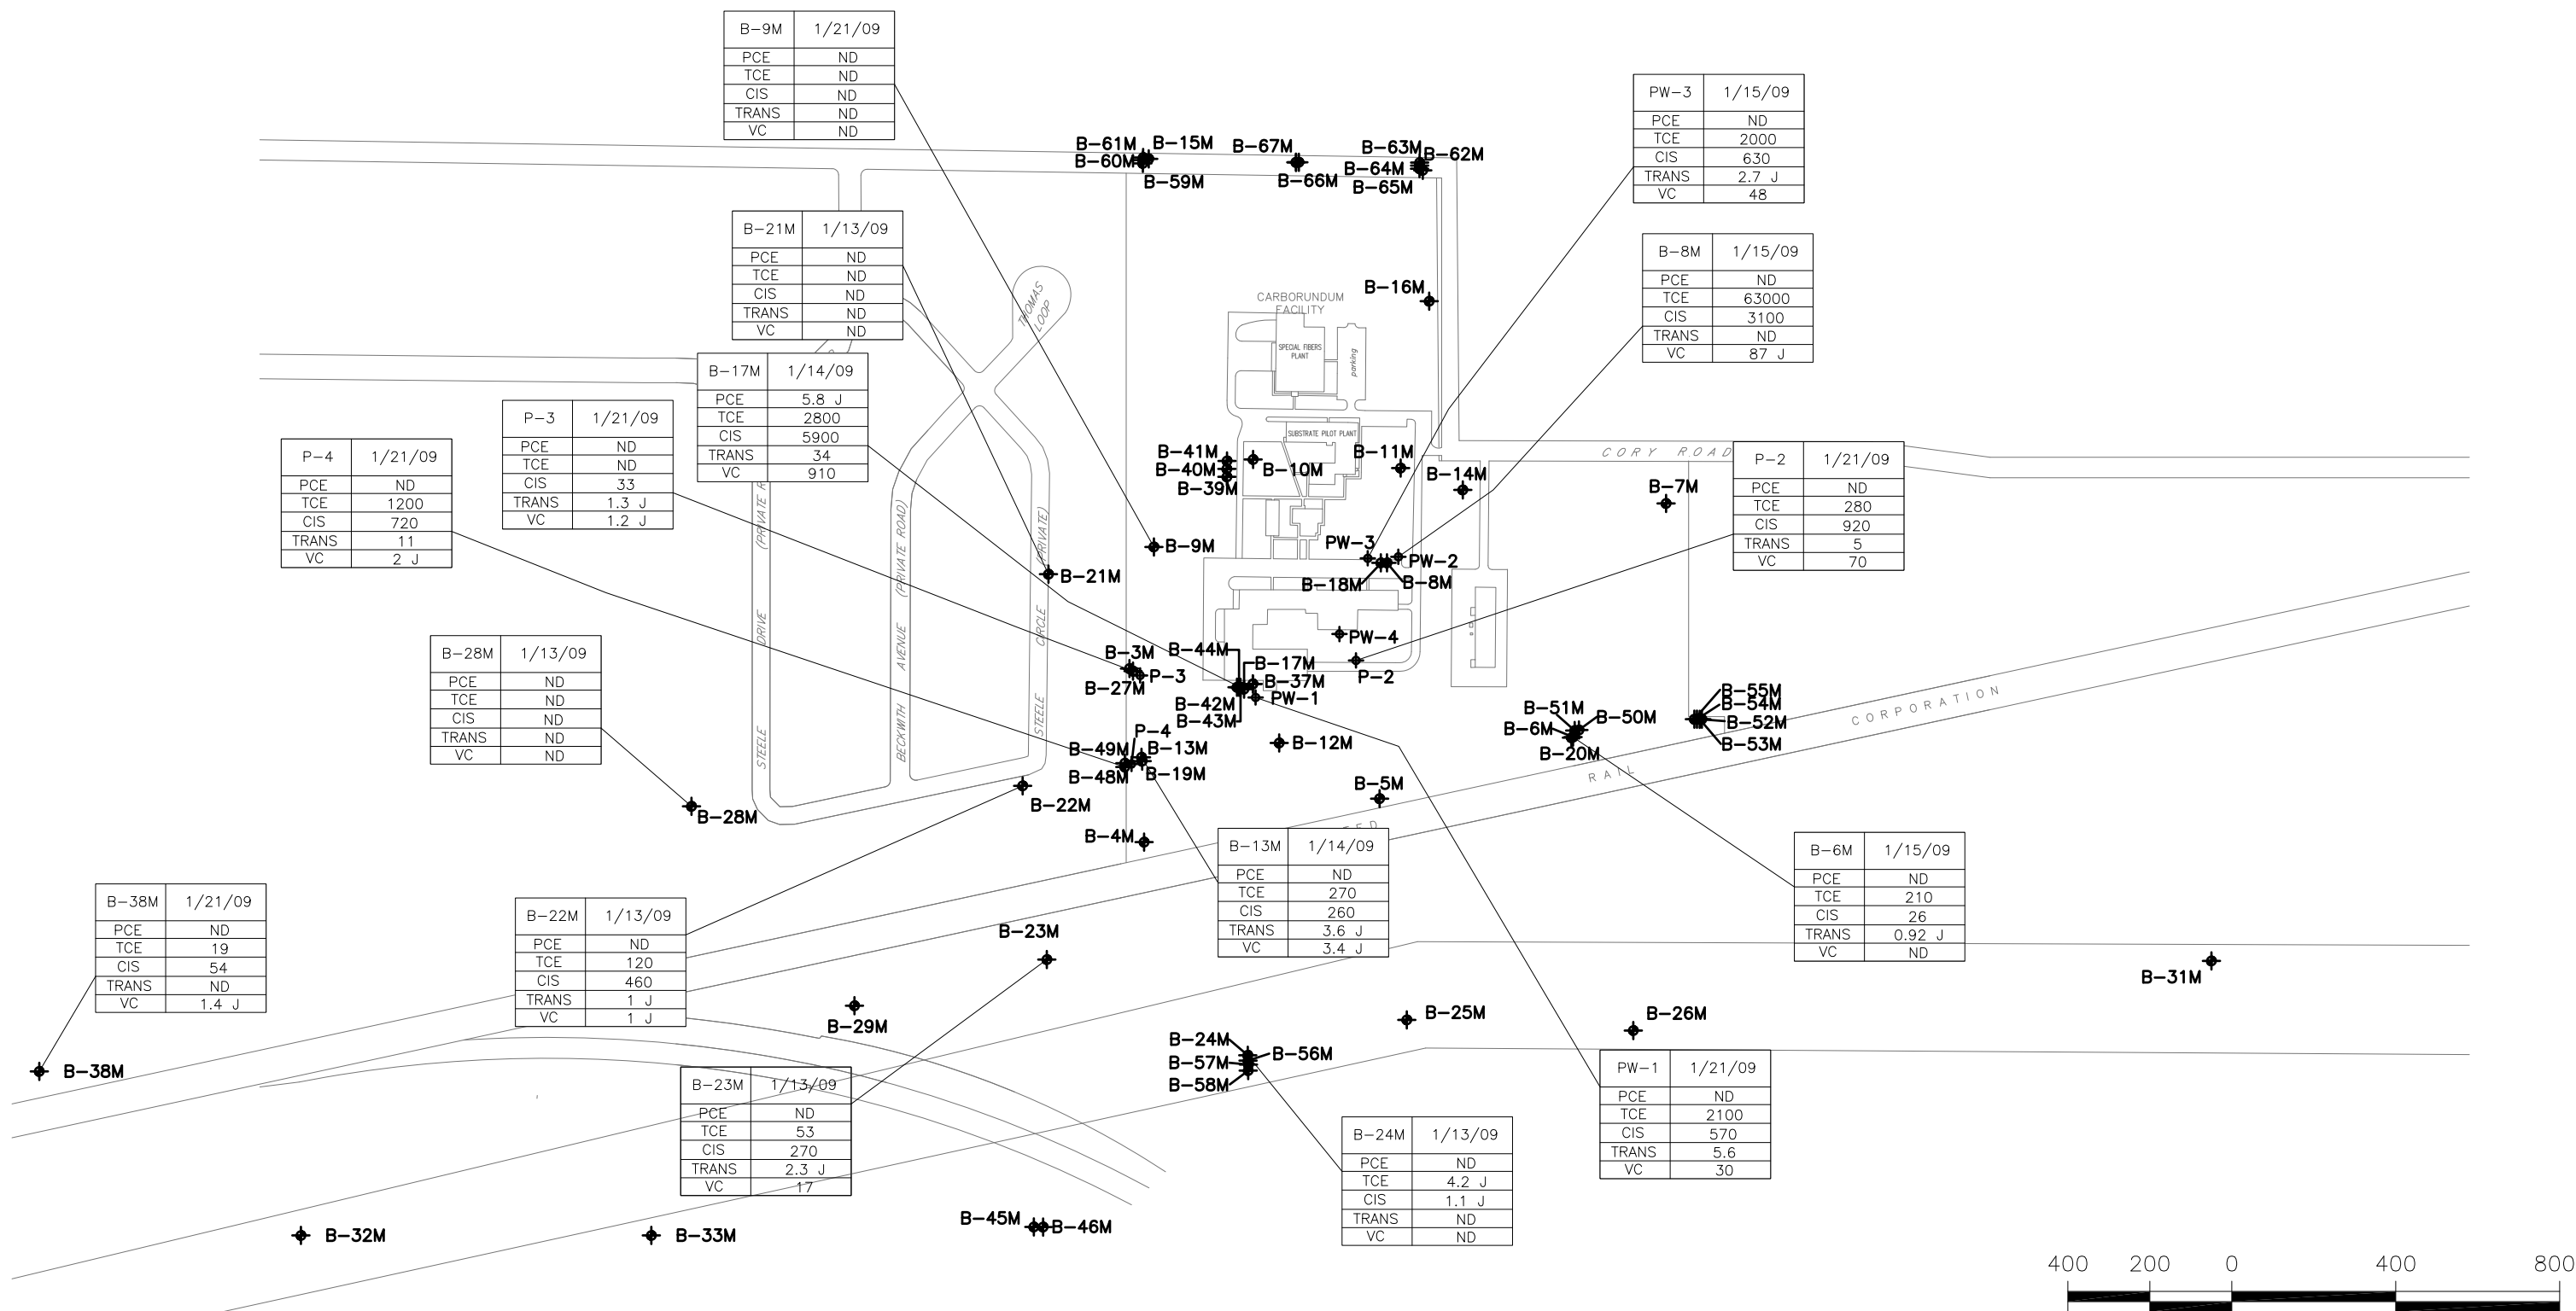 B-9M 1/21/09
PCE ND
TCE ND
CIS ND
TRANS ND
VC ND
PW-3 1/15/09
PCE ND
TCE 2000
CIS 630
TRANS 2.7 J
VC 48
B-61M
B-15M
B-60M
B-59M
B-67M
B-66M
B-63M
B-62M
B-64M
B-65M
B-21M 1/13/09
PCE ND
TCE ND
CIS ND
TRANS ND
VC ND
B-8M 1/15/09
PCE ND
TCE 63000
CIS 3100
TRANS ND
VC 87 J
THOMAS
LOOP
CARBORUNDUM
FACILITY
B-16M
SPECIAL FIBERS
PLANT
parking
B-17M 1/14/09
PCE 5.8 J
TCE 2800
CIS 5900
TRANS 34
VC 910
P-3 1/21/09
PCE ND
TCE ND
CIS 33
TRANS 1.3 J
VC 1.2 J
P-4 1/21/09
PCE ND
TCE 1200
CIS 720
TRANS 11
VC 2 J
SUBSTRATE PILOT PLANT
B-41M
B-40M
B-39M
B-10M
B-11M
B-14M
CORY ROAD
B-7M
P-2 1/21/09
PCE ND
TCE 280
CIS 920
TRANS 5
VC 70
STEELE DRIVE (PRIVATE R
BECKWITH AVENUE (PRIVATE ROAD)
STEELE CIRCLE (PRIVATE)
B-9M
B-21M
PW-3
PW-2
B-18M
B-8M
PW-4
P-2
B-28M 1/13/09
PCE ND
TCE ND
CIS ND
TRANS ND
VC ND
B-3M
P-3
B-27M
B-44M
B-17M
B-37M
PW-1
B-42M
B-43M
P-4
B-49M
B-13M
B-48M
B-19M
B-12M
B-51M
B-50M
B-6M
B-20M
B-55M
B-54M
B-52M
B-53M
CORPORATION
RAIL
B-28M
B-22M
B-5M
B-4M
TED
B-13M 1/14/09
PCE ND
TCE 270
CIS 260
TRANS 3.6 J
VC 3.4 J
B-6M 1/15/09
PCE ND
TCE 210
CIS 26
TRANS 0.92 J
VC ND
B-38M 1/21/09
PCE ND
TCE 19
CIS 54
TRANS ND
VC 1.4 J
B-22M 1/13/09
PCE ND
TCE 120
CIS 460
TRANS 1 J
VC 1 J
B-23M
B-31M
B-29M
B-25M
B-26M
B-38M
B-24M
B-56M
B-57M
B-58M
B-23M 1/13/09
PCE ND
TCE 53
CIS 270
TRANS 2.3 J
VC 17
PW-1 1/21/09
PCE ND
TCE 2100
CIS 570
TRANS 5.6
VC 30
B-24M 1/13/09
PCE ND
TCE 4.2 J
CIS 1.1 J
TRANS ND
VC ND
B-32M
B-33M
B-45M
B-46M
400 200 0 400 800